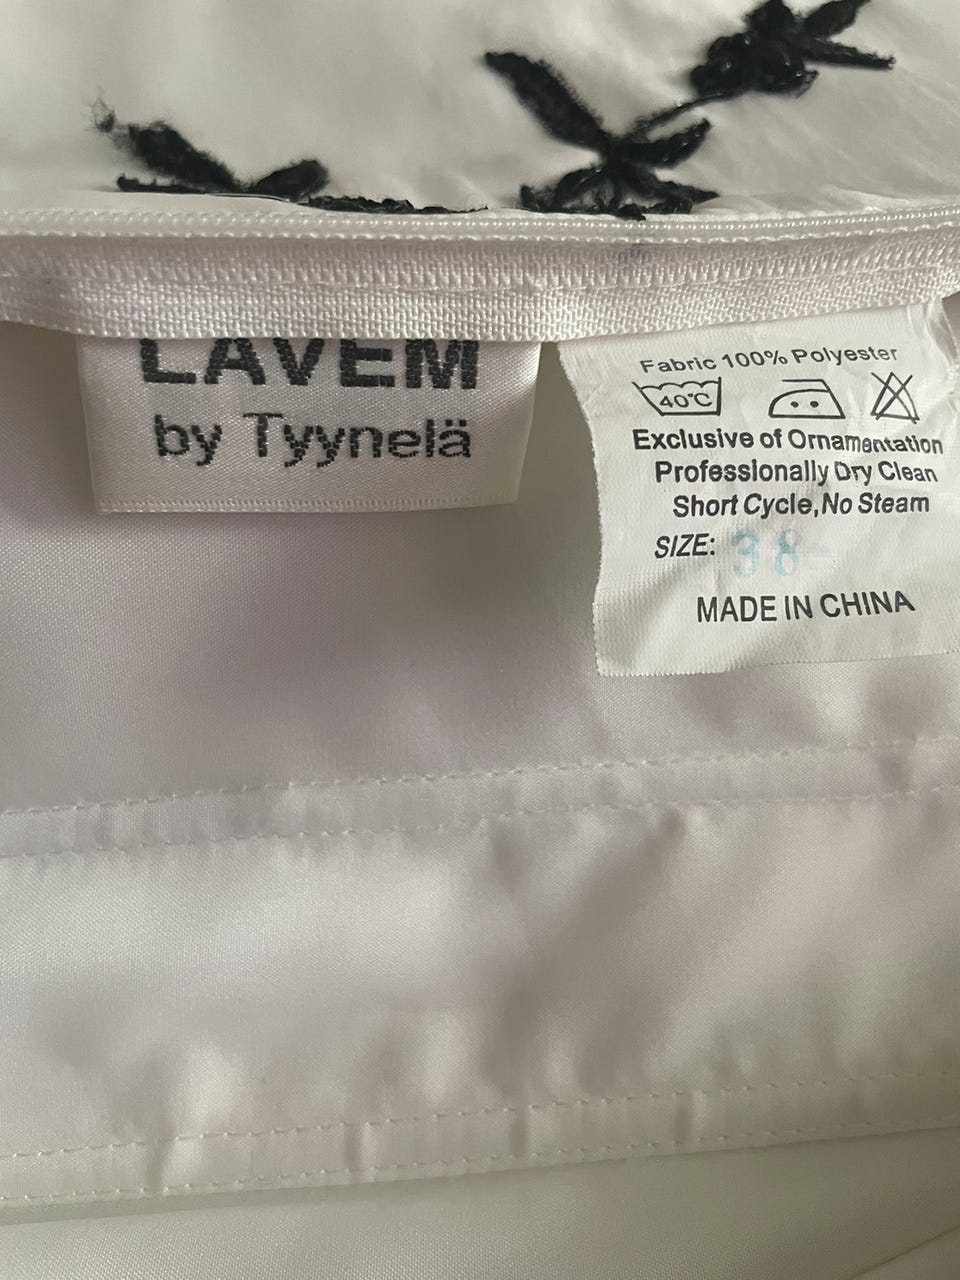 LAVEM
by Tyynelä
Fabric 100% Polyester
40°C
Exclusive of Ornamentation
Professionally Dry Clean
Short Cycle,No Steam
SIZE: 38
MADE IN CHINA